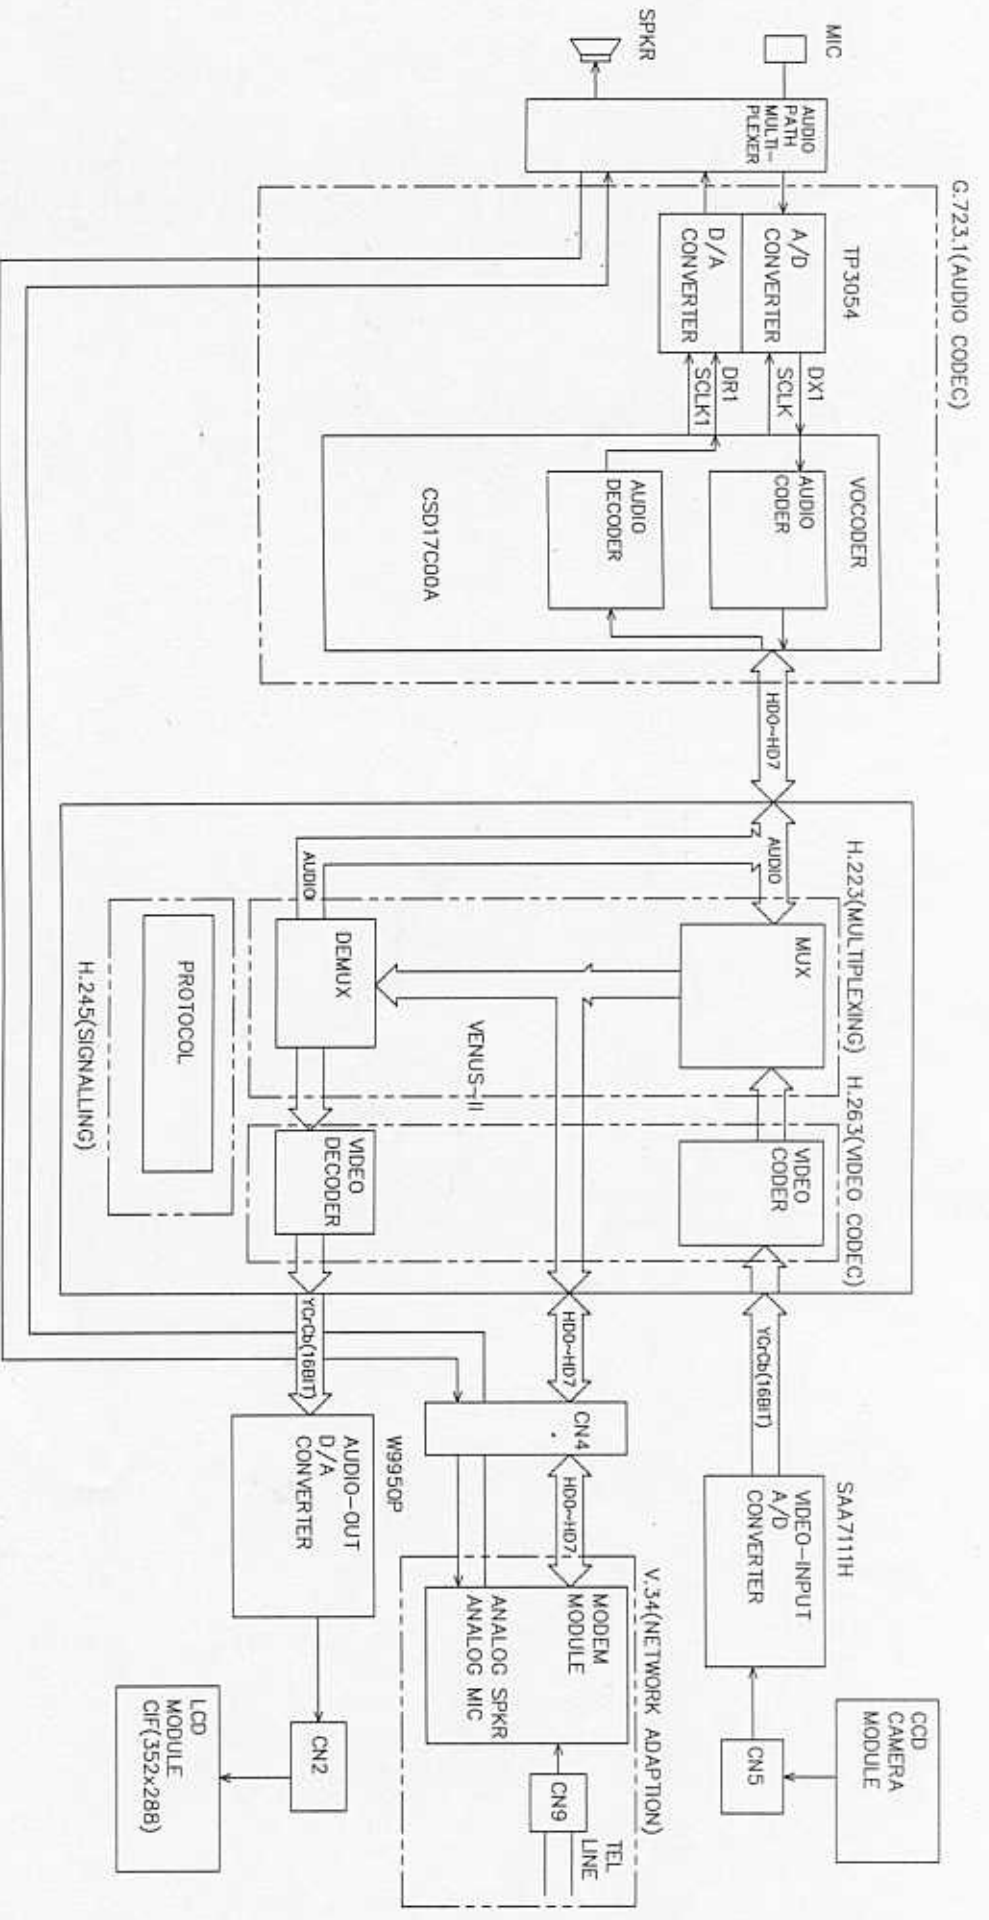 G.723.1(AUDIO CODEC)
MIC
SPKR
AUDIO
PATH
MULTI-
PLEXER
TP3054
A/D
CONVERTER
D/A
CONVERTER
DX1
SCLK
DR1
SCLK1
VOCODER
AUDIO
CODER
AUDIO
DECODER
CSD17C00A
HD0~HD7
H.223(MULTIPLEXING)
H.263(VIDEO CODEC)
AUDIO
AUDIO
MUX
DEMUX
VENUS-II
VIDEO
CODER
VIDEO
DECODER
PROTOCOL
H.245(SIGNALLING)
YCrCb(16BIT)
HD0~HD7
YCrCb(16BIT)
SAA7111H
VIDEO-INPUT
A/D
CONVERTER
CN5
CCD
CAMERA
MODULE
CN4
HD0~HD7
V.34(NETWORK ADAPTION)
MODEM
MODULE
ANALOG SPKR
ANALOG MIC
CN9
TEL
LINE
W9950P
AUDIO-OUT
D/A
CONVERTER
CN2
LCD
MODULE
CIF(352x288)